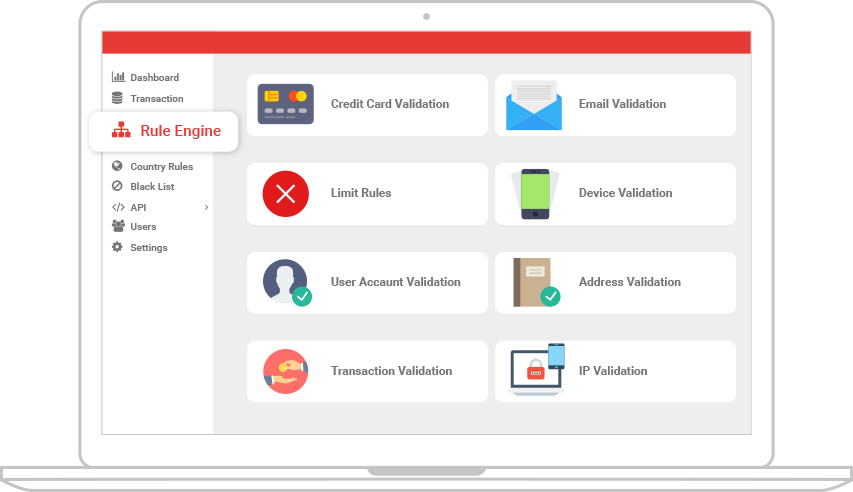 Dashboard
Transaction
Rule Engine
Country Rules
Black List
API
Users
Settings
Credit Card Validation
Email Validation
Limit Rules
Device Validation
User Accaunt Validation
Address Validation
Transaction Validation
IP Validation